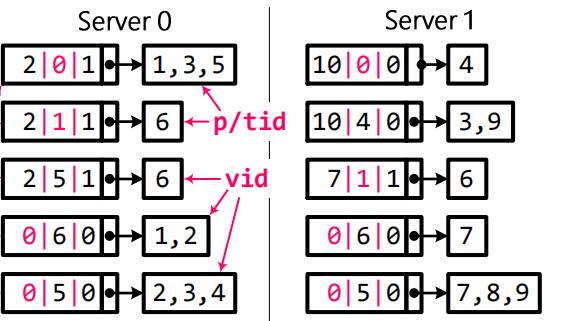 Server 0
Server 1
2|0|1 1,3,5
10|0|0 4
2|1|1 6
p/tid
10|4|0 3,9
2|5|1 6
vid
7|1|1 6
0|6|0 1,2
0|6|0 7
0|5|0 2,3,4
0|5|0 7,8,9